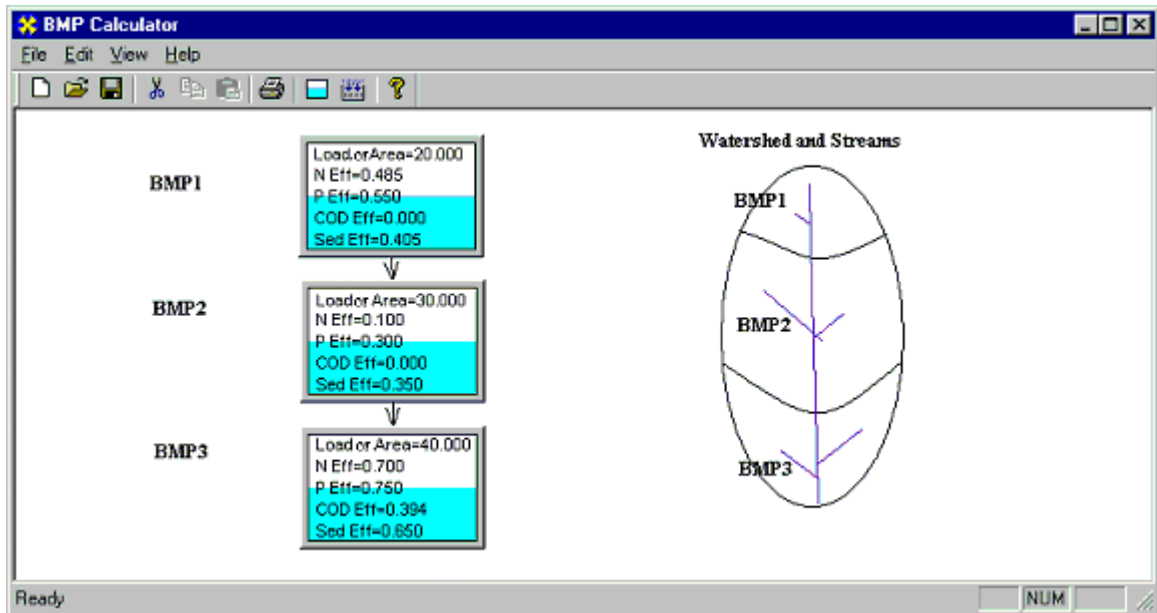 BMP Calculator
File Edit View Help
BMP1
Load or Area=20.000
N Eff=0.485
P Eff=0.550
COD Eff=0.000
Sed Eff=0.405
BMP2
Load or Area=30.000
N Eff=0.100
P Eff=0.300
COD Eff=0.000
Sed Eff=0.350
BMP3
Load or Area=40.000
N Eff=0.700
P Eff=0.750
COD Eff=0.394
Sed Eff=0.650
Watershed and Streams
BMP1
BMP2
BMP3
Ready
NUM